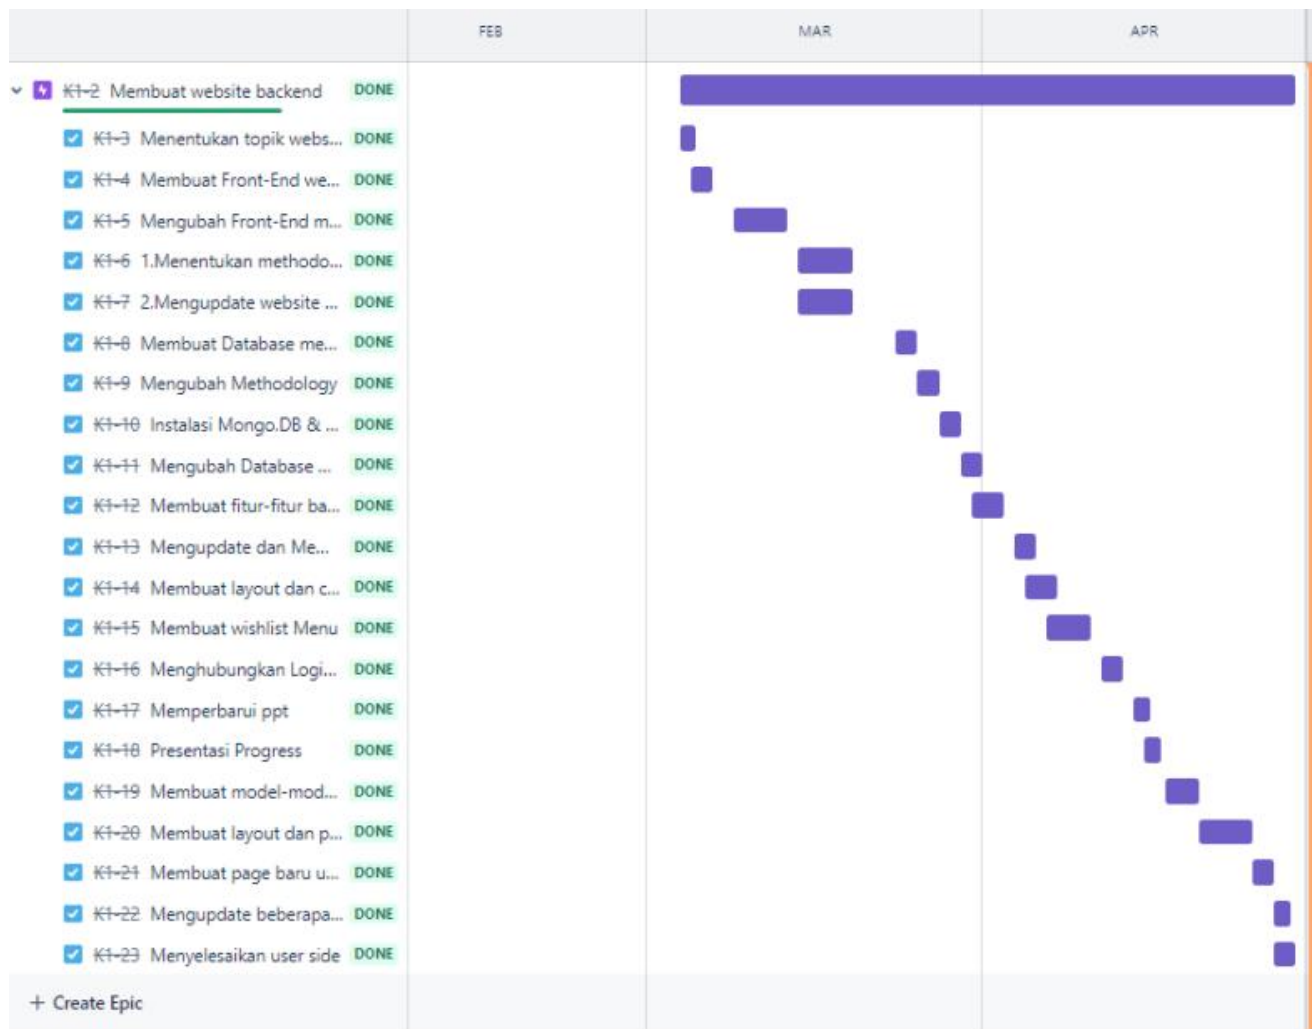 FEB MAR APR
K1-2 Membuat website backend DONE
K1-3 Menentukan topik webs... DONE
K1-4 Membuat Front-End we... DONE
K1-5 Mengubah Front-End m... DONE
K1-6 1.Menentukan methodo... DONE
K1-7 2.Mengupdate website ... DONE
K1-8 Membuat Database me... DONE
K1-9 Mengubah Methodology DONE
K1-10 Instalasi Mongo.DB & ... DONE
K1-11 Mengubah Database ... DONE
K1-12 Membuat fitur-fitur ba... DONE
K1-13 Mengupdate dan Me... DONE
K1-14 Membuat layout dan c... DONE
K1-15 Membuat wishlist Menu DONE
K1-16 Menghubungkan Logi... DONE
K1-17 Memperbarui ppt DONE
K1-18 Presentasi Progress DONE
K1-19 Membuat model-mod... DONE
K1-20 Membuat layout dan p... DONE
K1-21 Membuat page baru u... DONE
K1-22 Mengupdate beberapa... DONE
K1-23 Menyelesaikan user side DONE
+ Create Epic